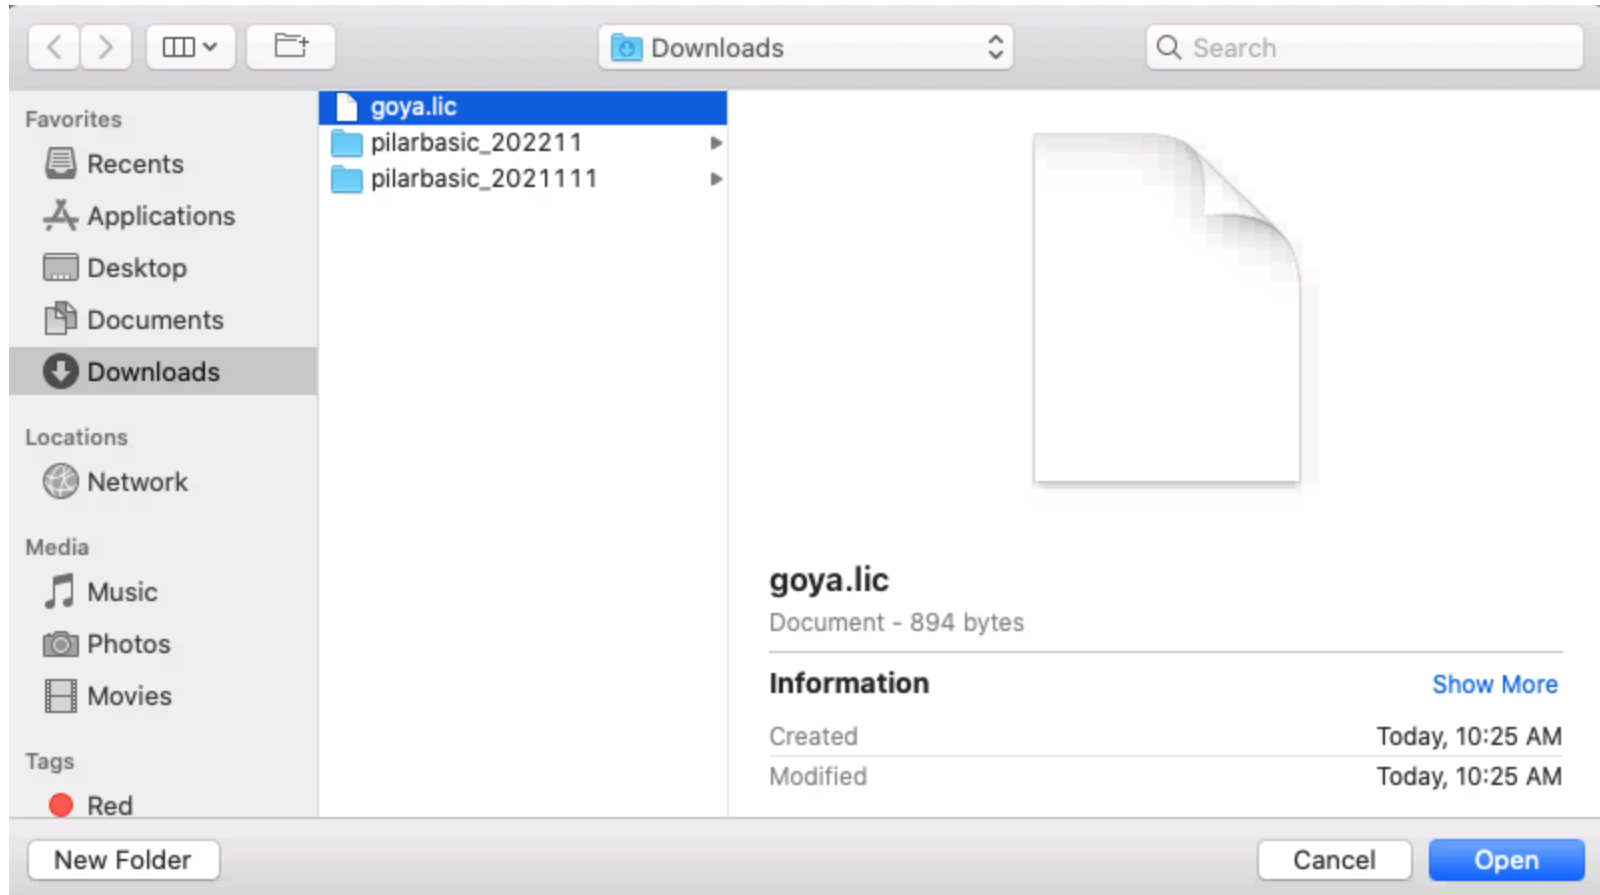 Downloads
Search
Favorites
Recents
Applications
Desktop
Documents
Downloads
Locations
Network
Media
Music
Photos
Movies
Tags
Red
goya.lic
pilarbasic_202211
pilarbasic_2021111
goya.lic
Document - 894 bytes
Information Show More
Created Today, 10:25 AM
Modified Today, 10:25 AM
New Folder Cancel Open